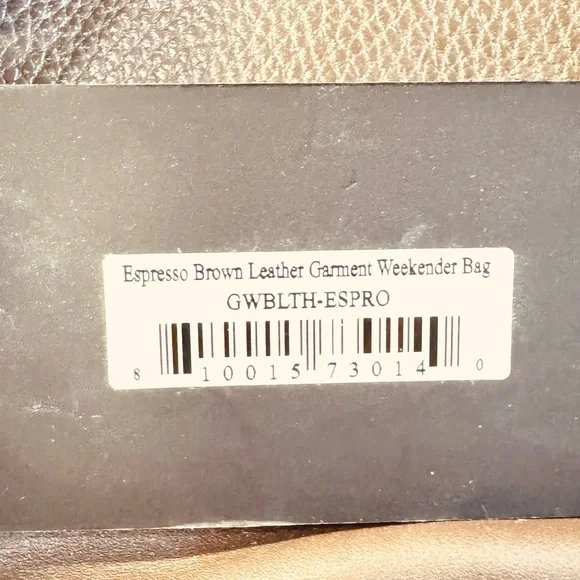 Espresso Brown Leather Garment Weekender Bag
GWBLTH-ESPRO
8 10015 73014 0